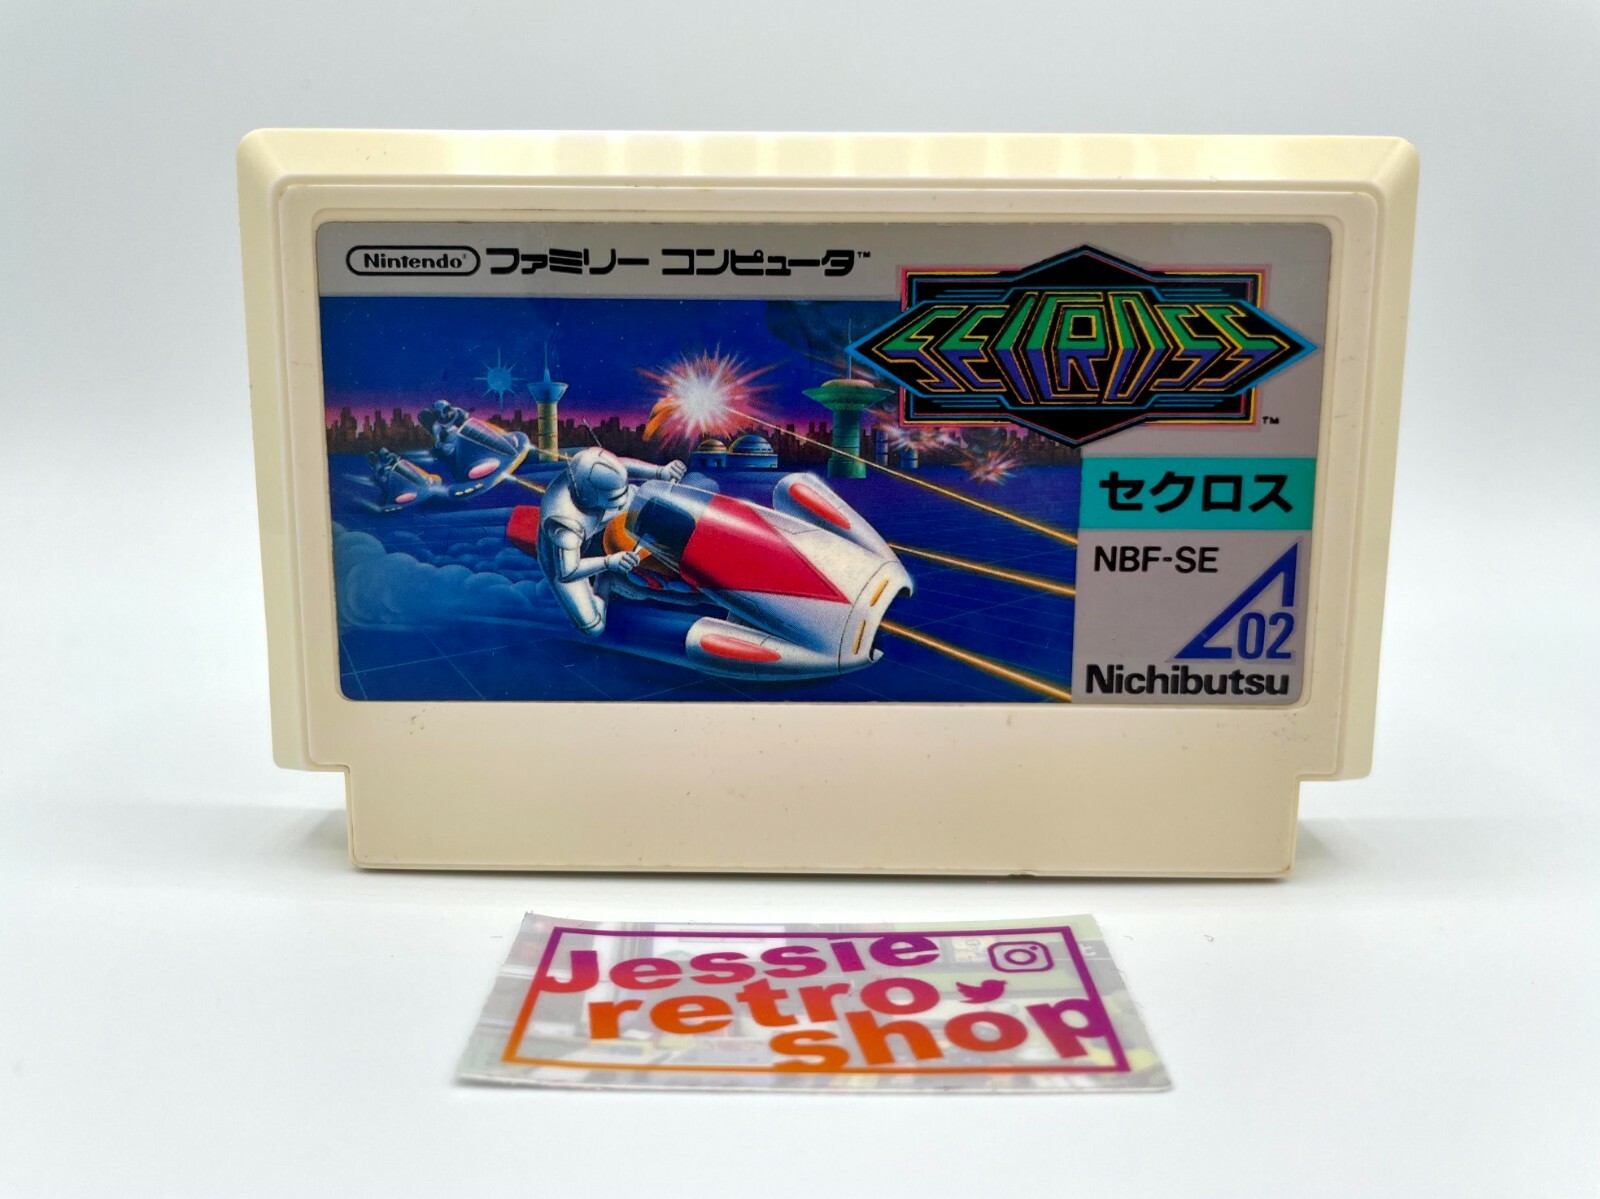 Nintendo® ファミリー コンピュータ™
SEICROSS
™
セクロス
NBF-SE
02
Nichibutsu
Jessie
retro
shop